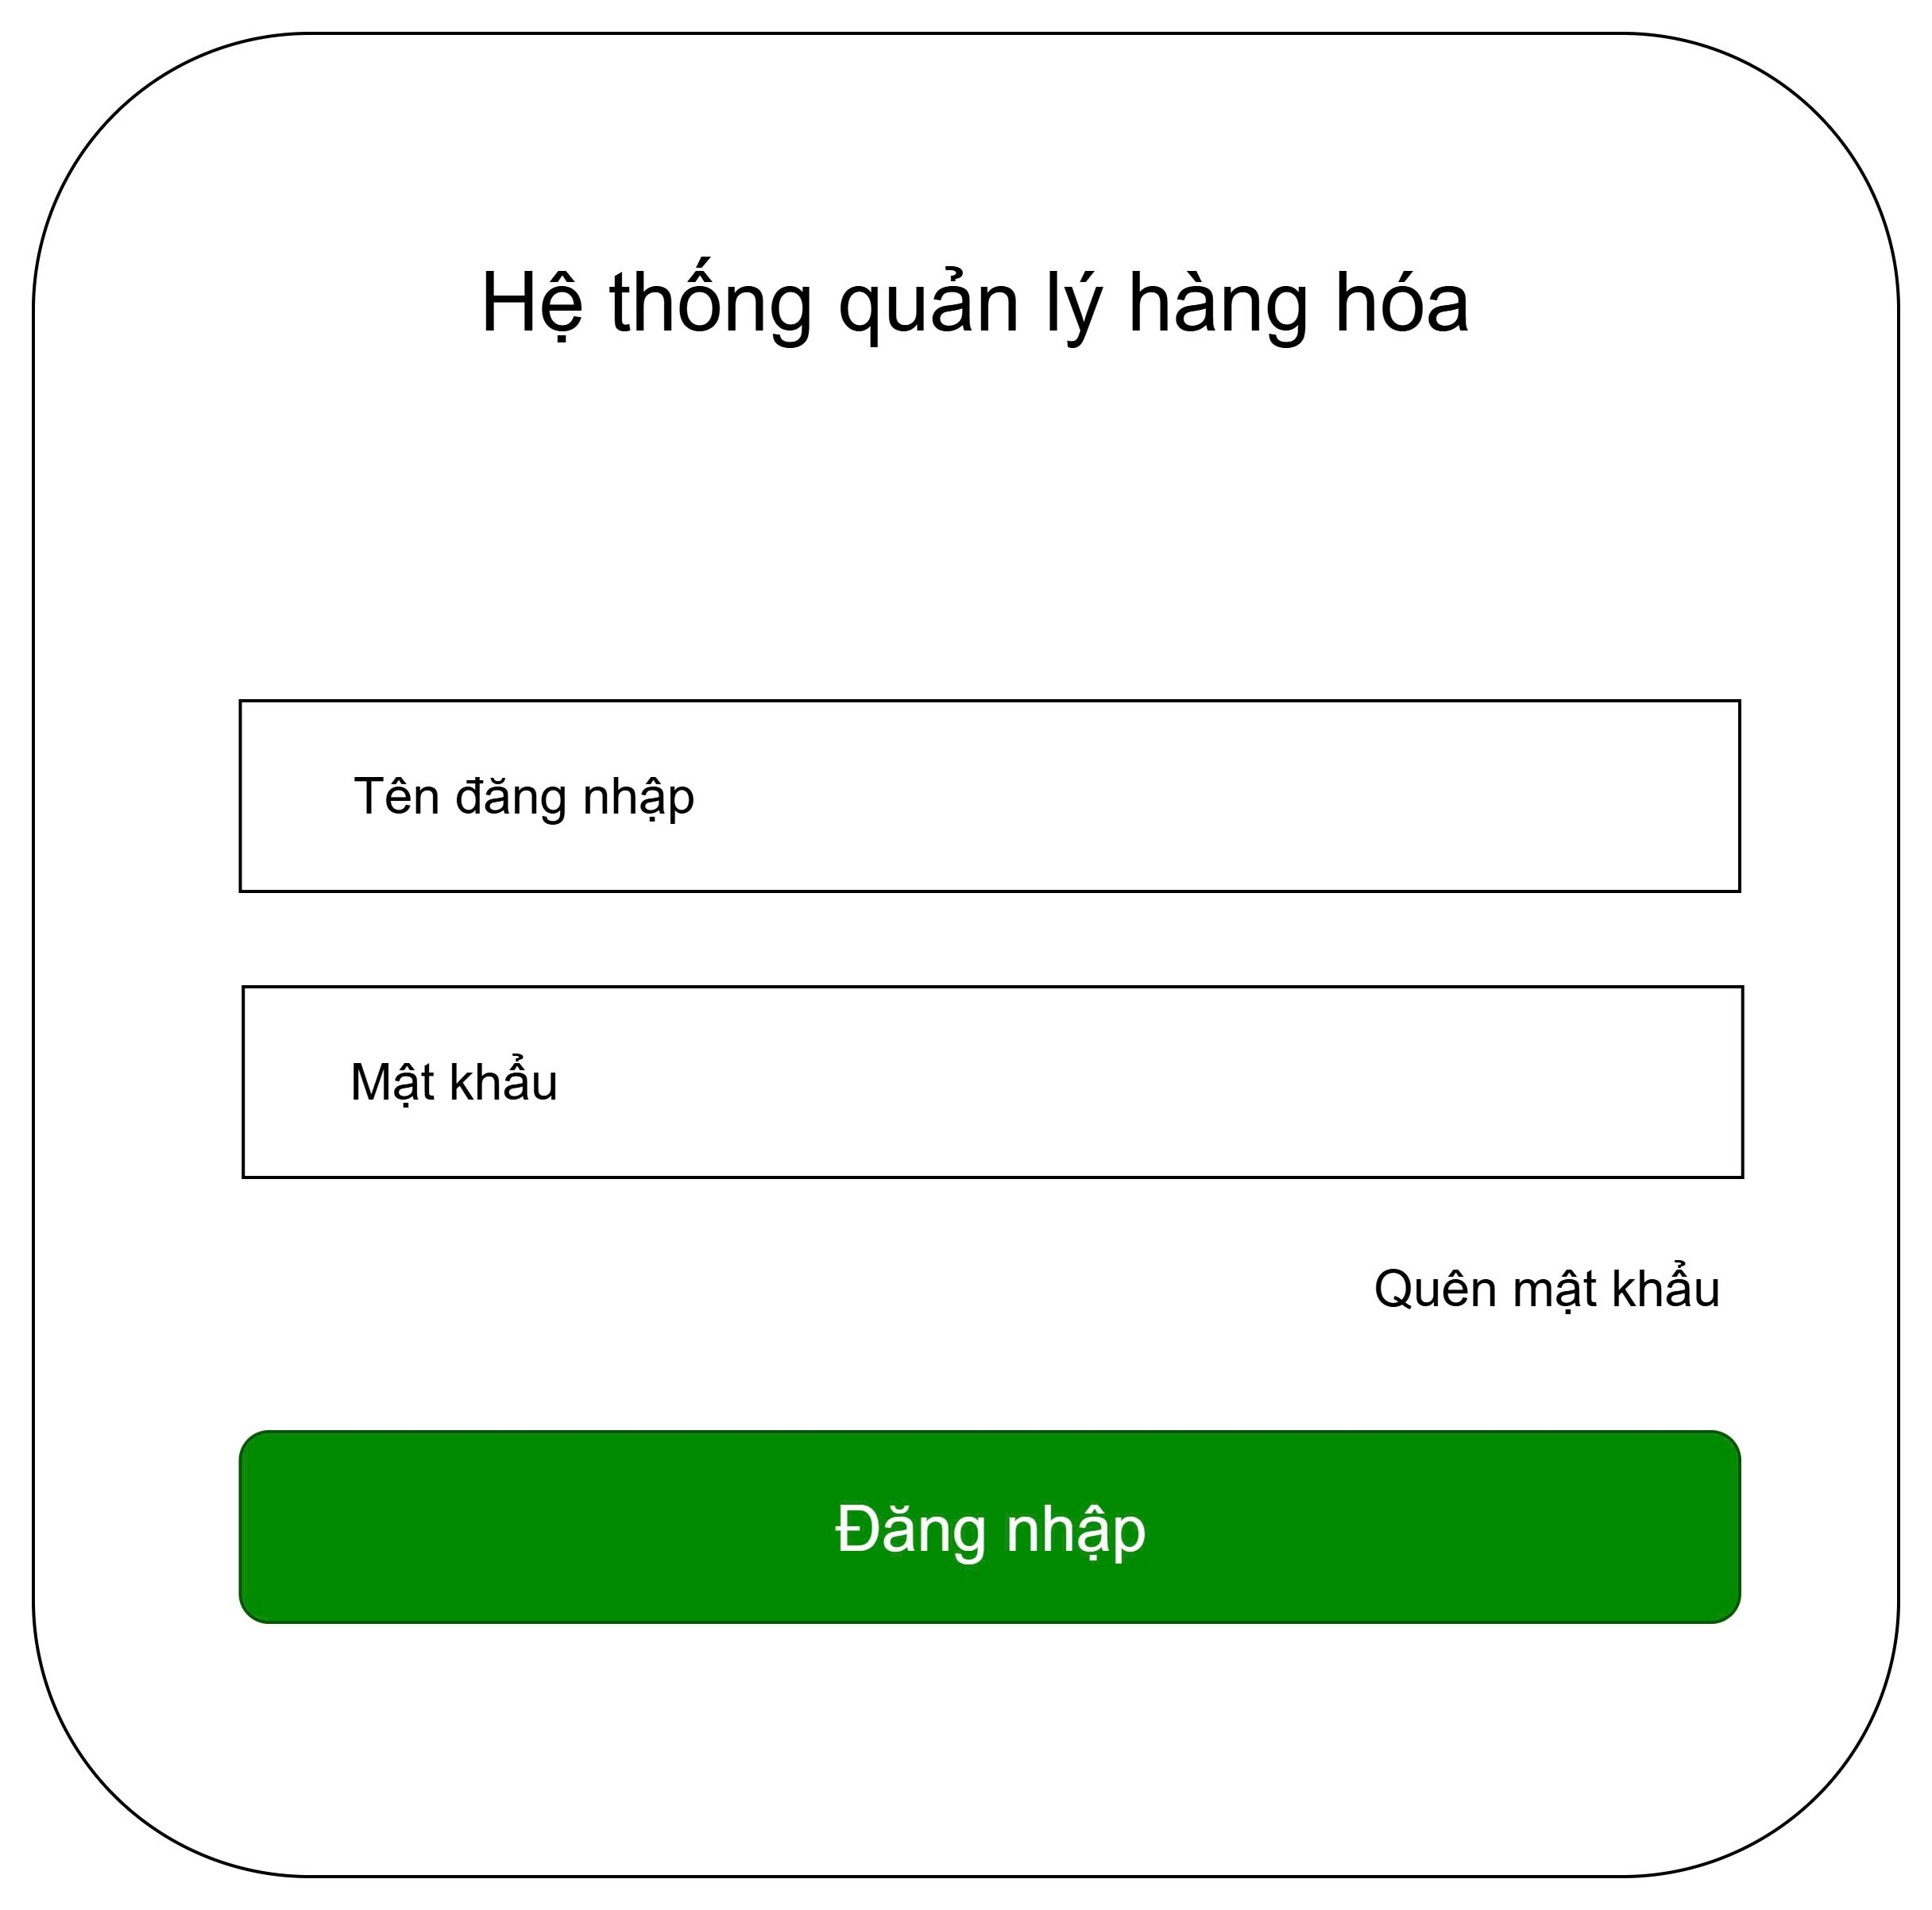 Hệ thống quản lý hàng hóa
Tên đăng nhập
Mật khẩu
Quên mật khẩu
Đăng nhập